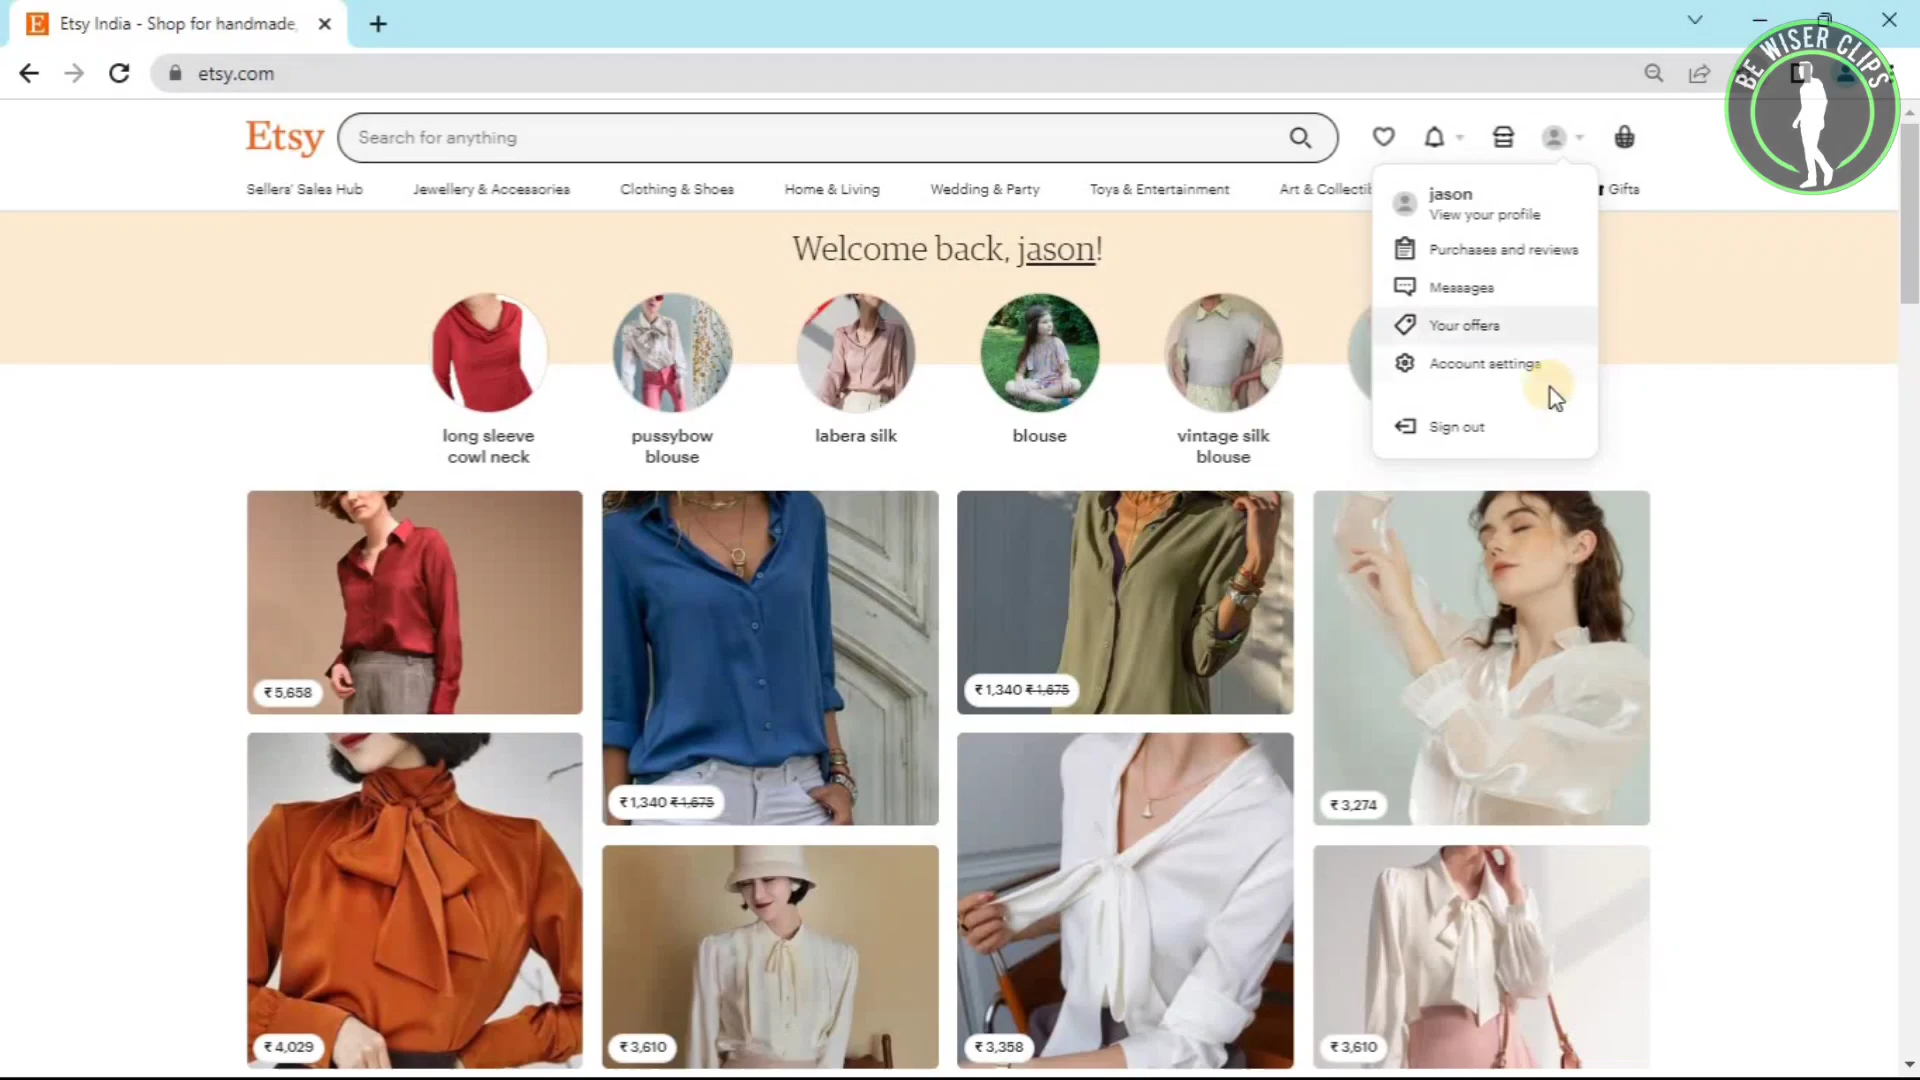 Etsy India - Shop for handmade,
etsy.com
BE WISER CLIPS
Etsy
Search for anything
Sellers' Sales Hub
Jewellery & Accessories
Clothing & Shoes
Home & Living
Wedding & Party
Toys & Entertainment
Art & Collectib
Gifts
jason
View your profile
Purchases and reviews
Messages
Your offers
Account settings
Sign out
Welcome back, jason!
long sleeve
cowl neck
pussybow
blouse
labera silk
blouse
vintage silk
blouse
₹ 5,658
₹ 1,340 ₹ 1,675
₹ 1,340 ₹ 1,675
₹ 3,274
₹ 4,029
₹ 3,610
₹ 3,358
₹ 3,610